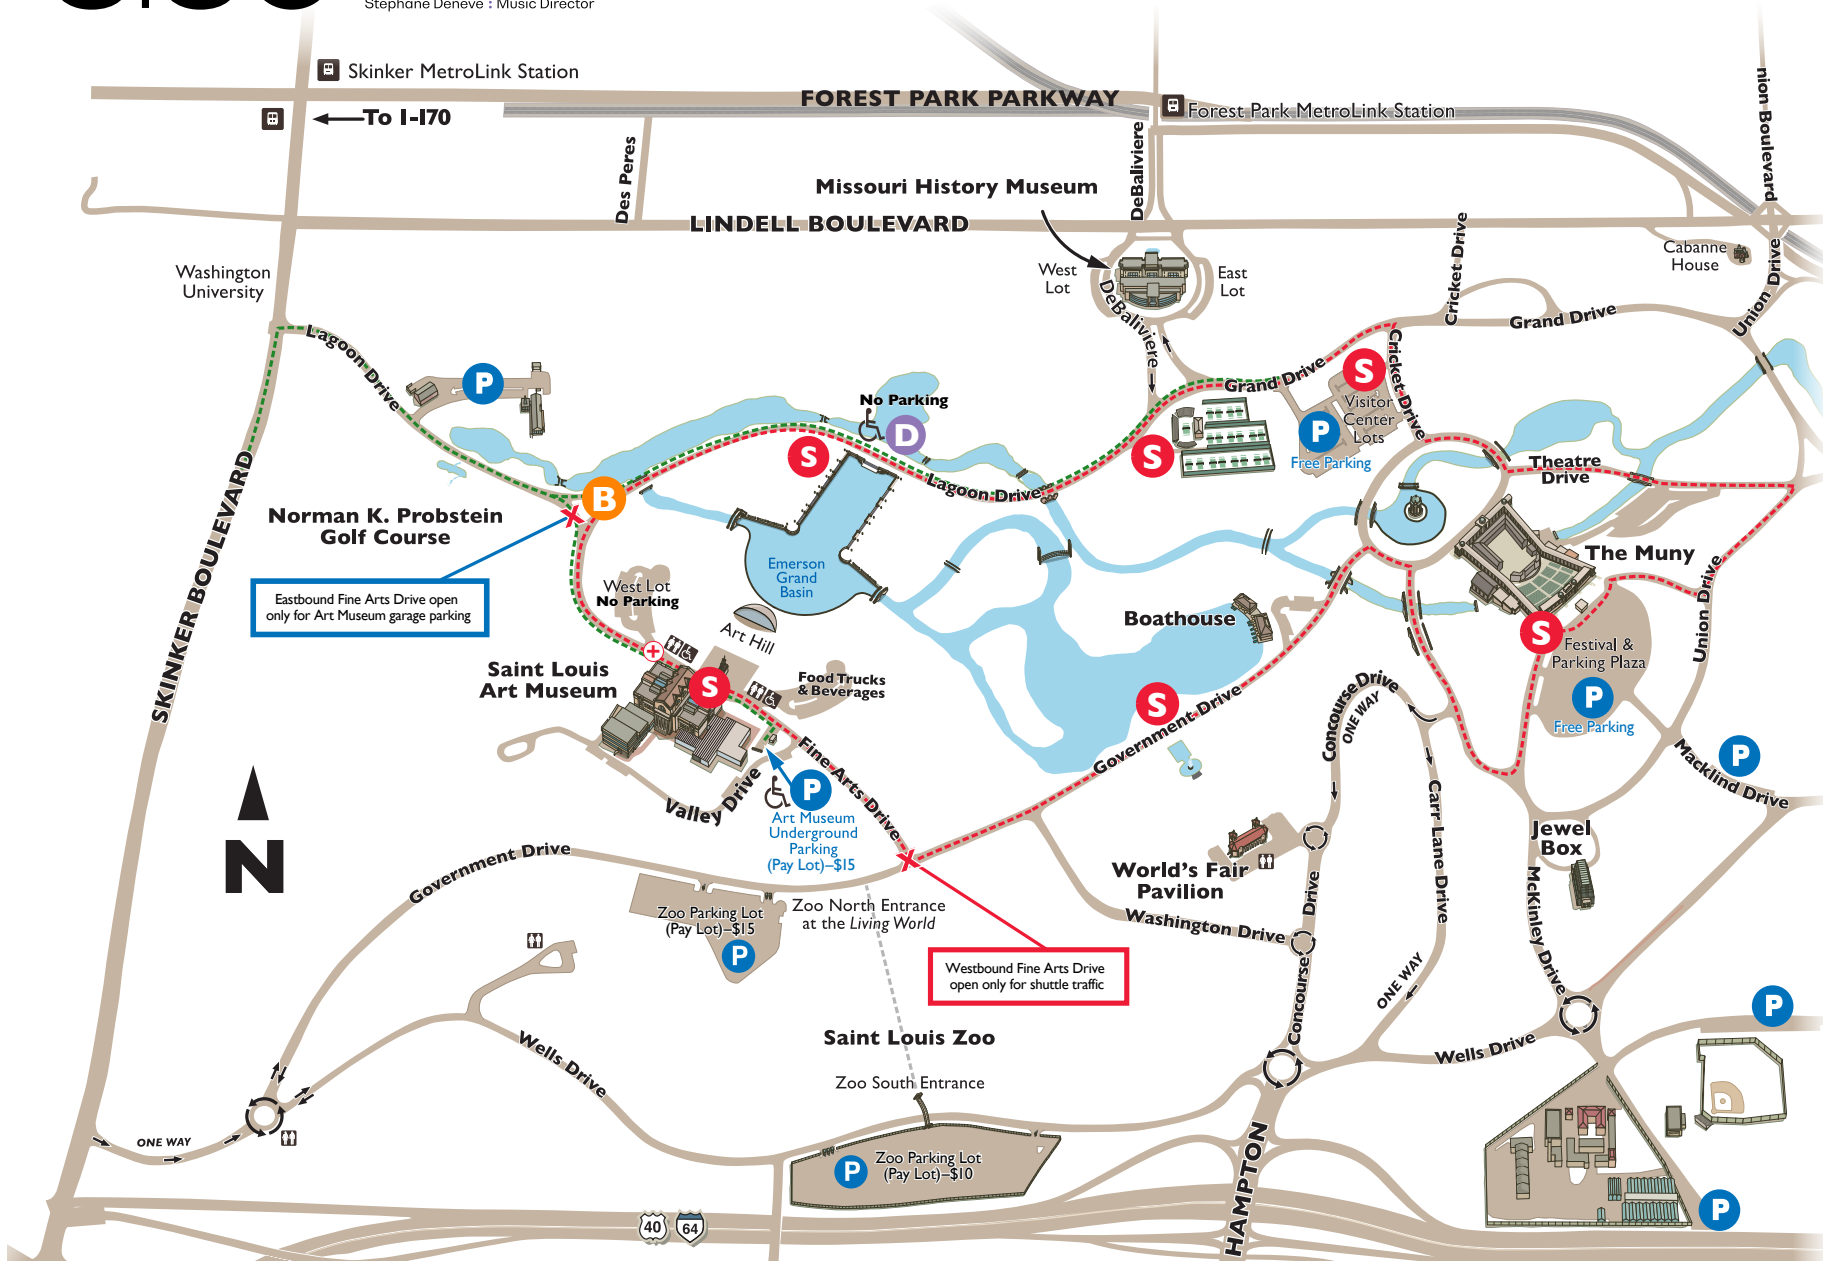 Stéphane Denève : Music Director
Skinker MetroLink Station
FOREST PARK PARKWAY
To I-170
Forest Park MetroLink Station
nion Boulevard
Des Peres
DeBaliviere
Missouri History Museum
LINDELL BOULEVARD
Cricket Drive
Cabanne
House
Washington
University
West
Lot
East
Lot
DeBaliviere
Union Drive
Grand Drive
Lagoon Drive
P
Grand Drive
S
Cricket Drive
No Parking
D
Visitor
Center
Lots
P
Free Parking
S
S
Theatre
Drive
Lagoon Drive
B
SKINKER BOULEVARD
Norman K. Probstein
Golf Course
Emerson
Grand
Basin
The Muny
Union Drive
Eastbound Fine Arts Drive open
only for Art Museum garage parking
West Lot
No Parking
Art Hill
Boathouse
S
Festival &
Parking Plaza
P
Free Parking
Saint Louis
Art Museum
S
Food Trucks
& Beverages
S
Government Drive
Concourse Drive
ONE WAY
Macklind Drive
P
Fine Arts Drive
Valley Drive
P
Art Museum
Underground
Parking
(Pay Lot)–$15
N
Government Drive
Carr Lane Drive
Jewel
Box
World's Fair
Pavilion
Drive
McKinley Drive
Zoo Parking Lot
(Pay Lot)–$15
P
Zoo North Entrance
at the Living World
Washington Drive
Westbound Fine Arts Drive
open only for shuttle traffic
ONE WAY
Concourse
P
Saint Louis Zoo
Wells Drive
Wells Drive
Zoo South Entrance
ONE WAY
P
Zoo Parking Lot
(Pay Lot)–$10
HAMPTON
P
40
64